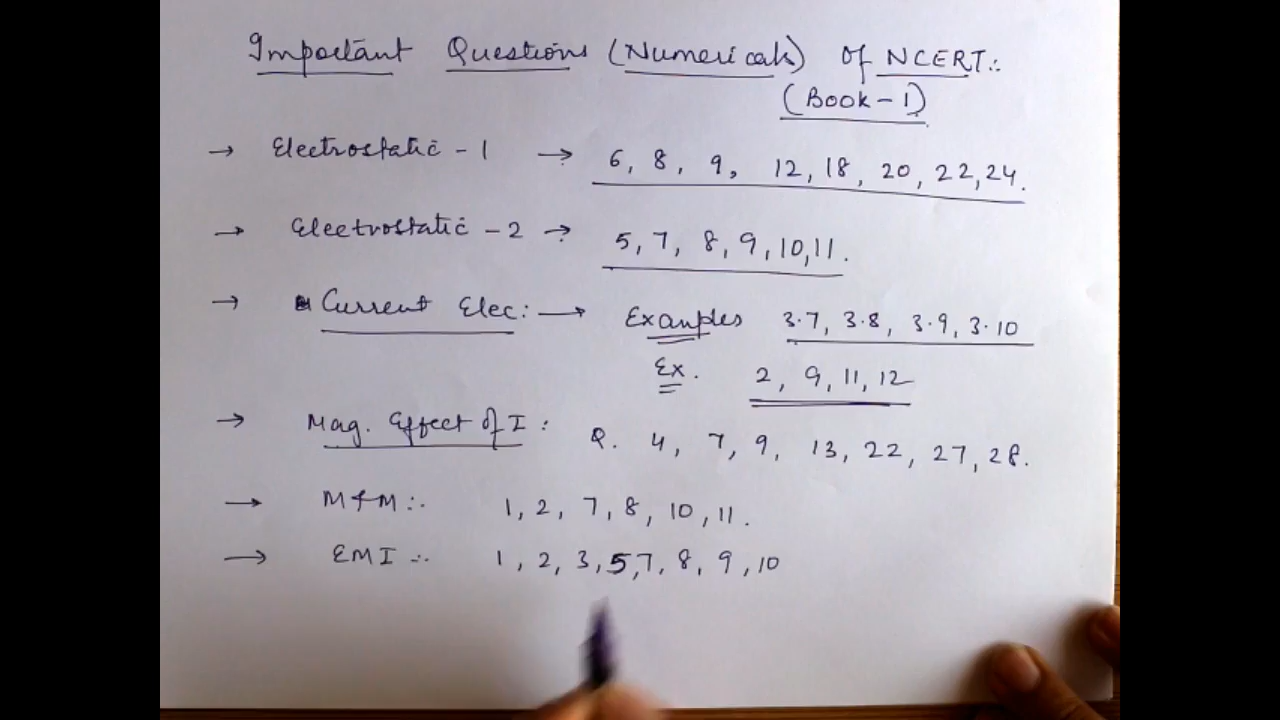 Important Questions (Numericals) Of NCERT:.
(Book-1)
→ Electrostatic - 1 → 6, 8, 9, 12, 18, 20, 22, 24.
→ Electrostatic - 2 → 5, 7, 8, 9, 10, 11.
→ Current Elec: → Examples 3.7, 3.8, 3.9, 3.10
Ex. 2, 9, 11, 12
→ Mag. Effect of I : Q. 4, 7, 9, 13, 22, 27, 28.
→ M & M :. 1, 2, 7, 8, 10, 11.
→ EMI :. 1, 2, 3, 5, 7, 8, 9, 10